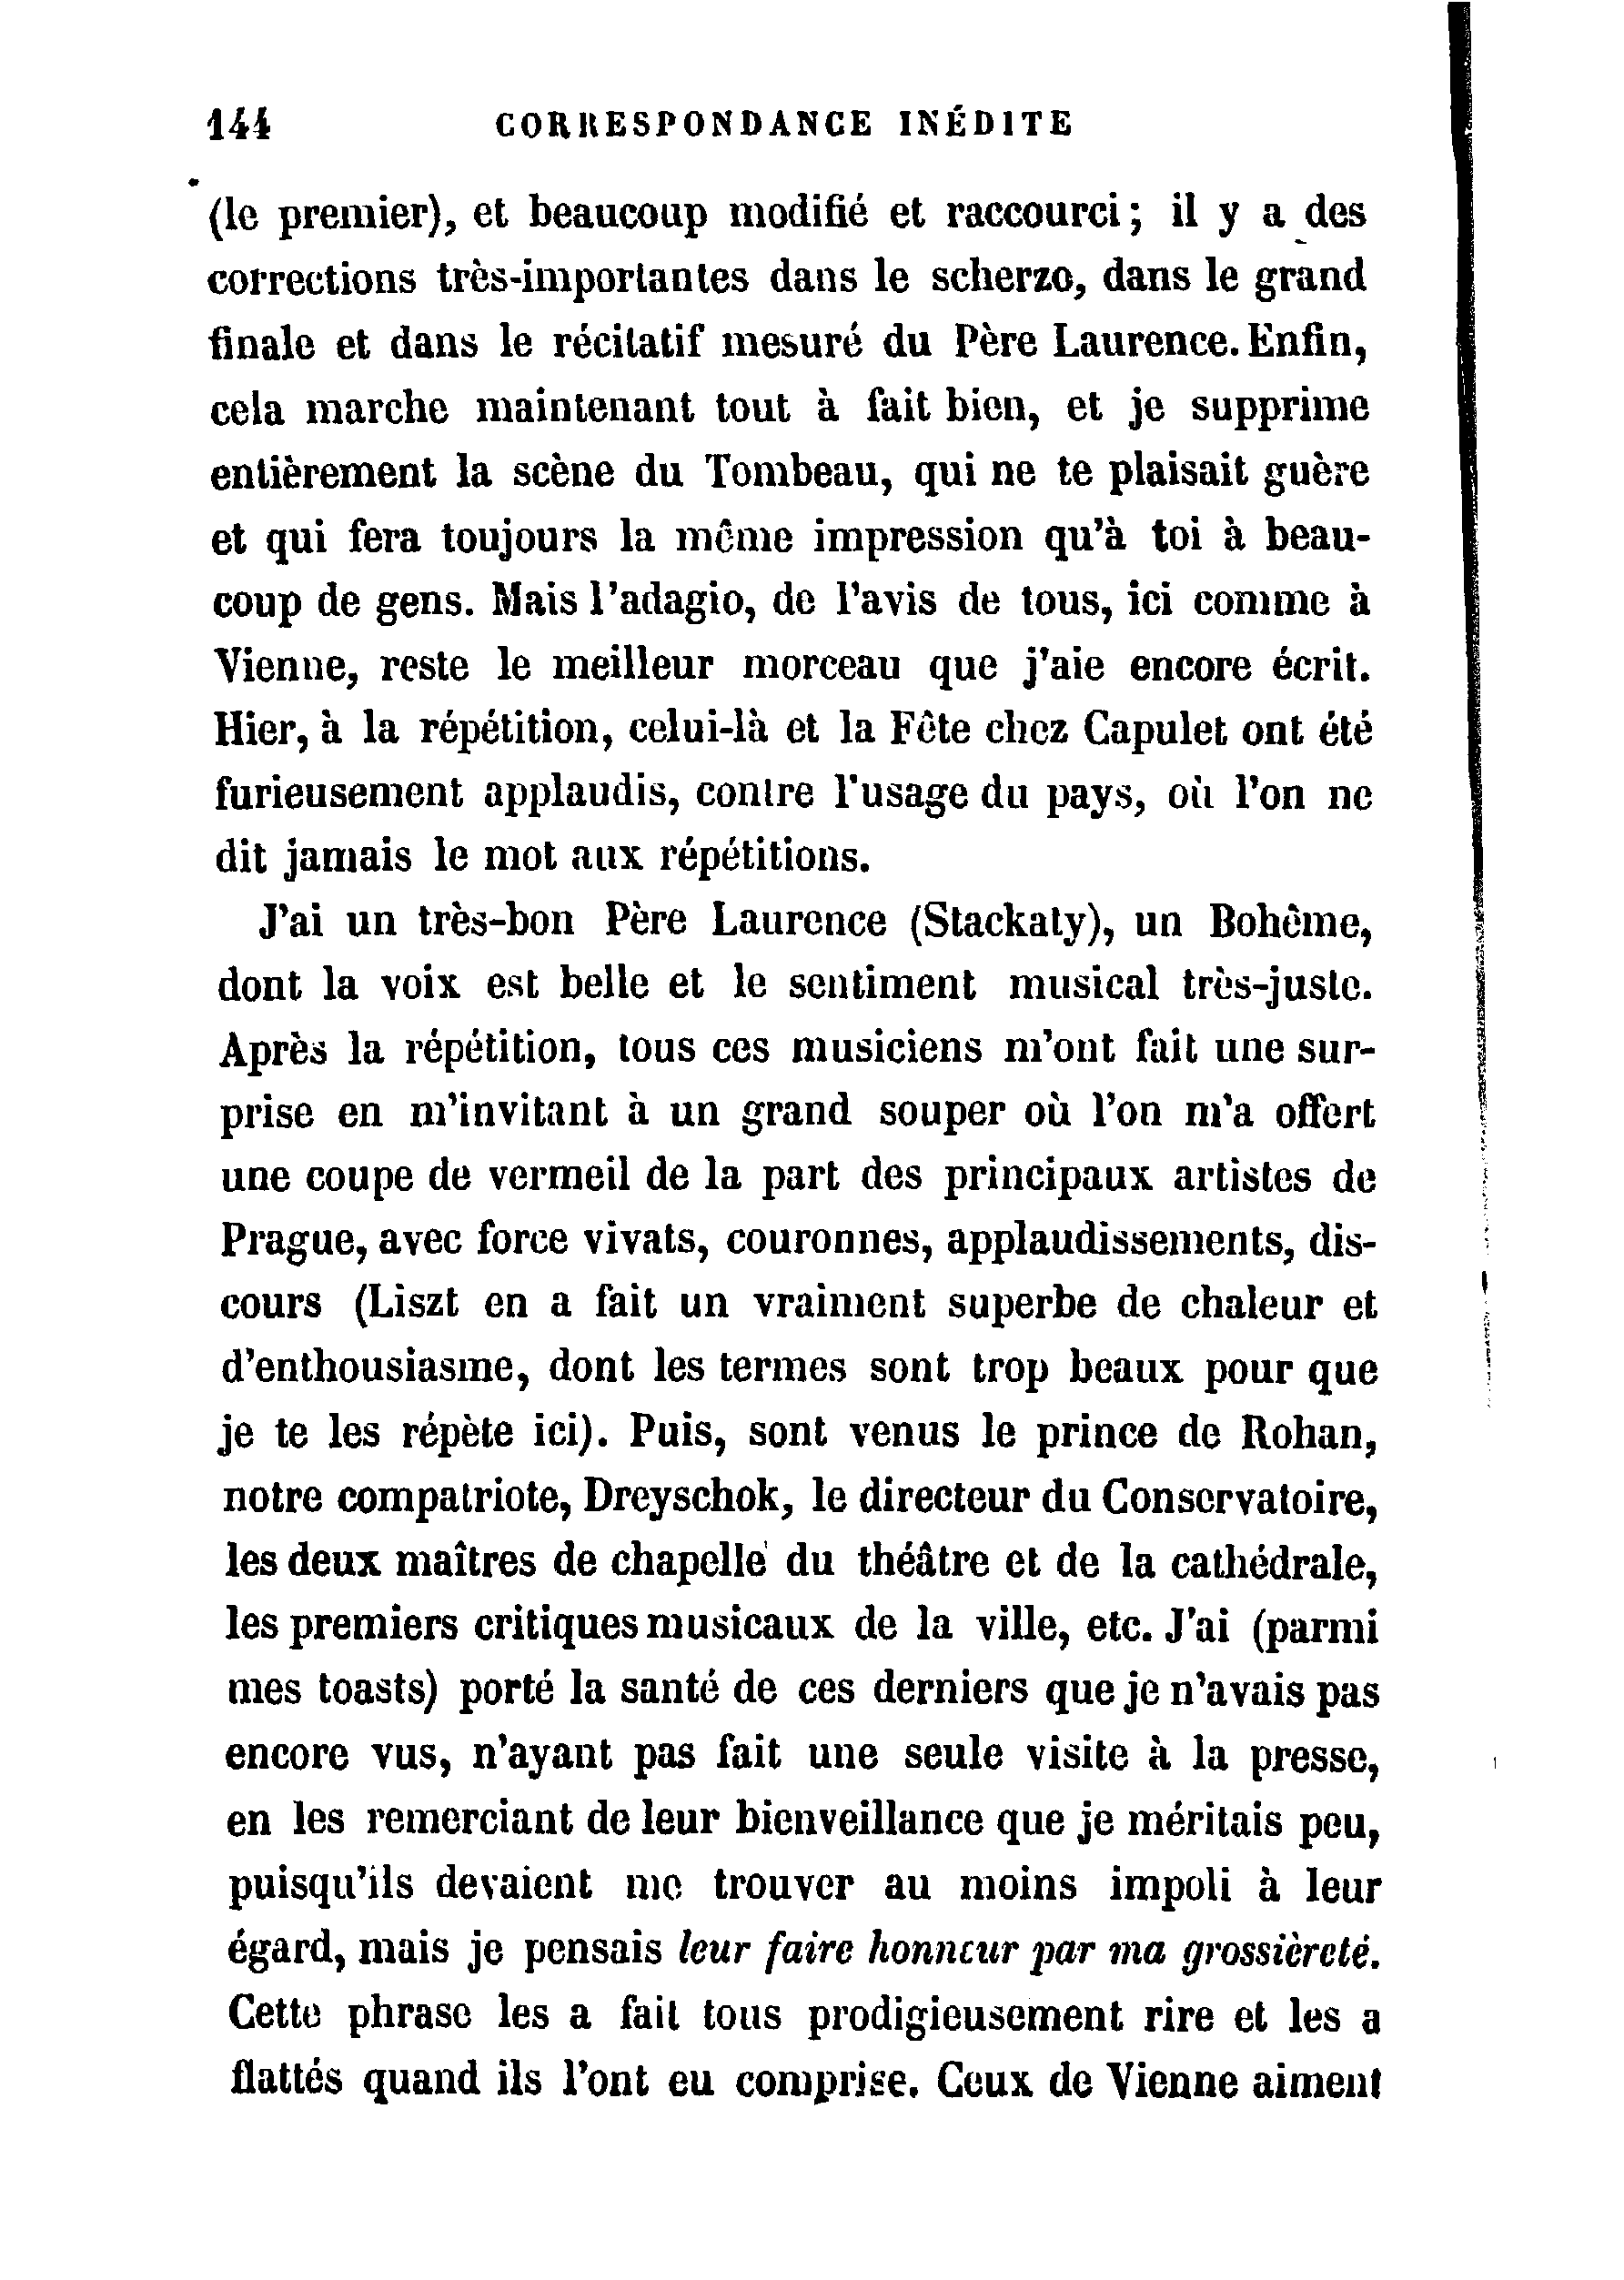 144 CORRESPONDANCE INÉDITE
(le premier), et beaucoup modifié et raccourci; il y a des
corrections très-importantes dans le scherzo, dans le grand
finale et dans le récitatif mesuré du Père Laurence. Enfin,
cela marche maintenant tout à fait bien, et je supprime
entièrement la scène du Tombeau, qui ne te plaisait guère
et qui fera toujours la même impression qu'à toi à beau-
coup de gens. Mais l'adagio, de l'avis de tous, ici comme à
Vienne, reste le meilleur morceau que j'aie encore écrit.
Hier, à la répétition, celui-là et la Fête chez Capulet ont été
furieusement applaudis, contre l'usage du pays, où l'on ne
dit jamais le mot aux répétitions.
J'ai un très-bon Père Laurence (Stackaty), un Bohême,
dont la voix est belle et le sentiment musical très-juste.
Après la répétition, tous ces musiciens m'ont fait une sur-
prise en m'invitant à un grand souper où l'on m'a offert
une coupe de vermeil de la part des principaux artistes de
Prague, avec force vivats, couronnes, applaudissements, dis-
cours (Liszt en a fait un vraiment superbe de chaleur et
d'enthousiasme, dont les termes sont trop beaux pour que
je te les répète ici). Puis, sont venus le prince de Rohan,
notre compatriote, Dreyschok, le directeur du Conservatoire,
les deux maîtres de chapelle du théâtre et de la cathédrale,
les premiers critiques musicaux de la ville, etc. J'ai (parmi
mes toasts) porté la santé de ces derniers que je n'avais pas
encore vus, n'ayant pas fait une seule visite à la presse,
en les remerciant de leur bienveillance que je méritais peu,
puisqu'ils devaient me trouver au moins impoli à leur
égard, mais je pensais leur faire honneur par ma grossièreté.
Cette phrase les a fait tous prodigieusement rire et les a
flattés quand ils l'ont eu comprise. Ceux de Vienne aiment